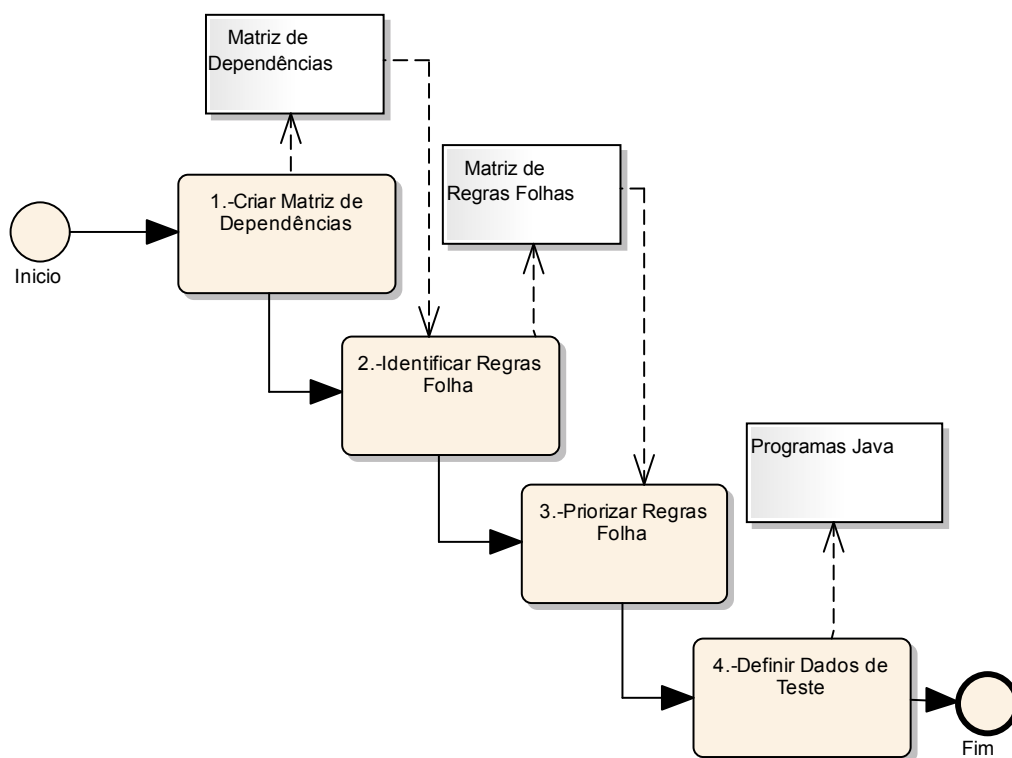 Matriz de
Dependências
Matriz de
Regras Folhas
1.-Criar Matriz de
Dependências
Inicio
2.-Identificar Regras
Folha
Programas Java
3.-Priorizar Regras
Folha
4.-Definir Dados de
Teste
Fim